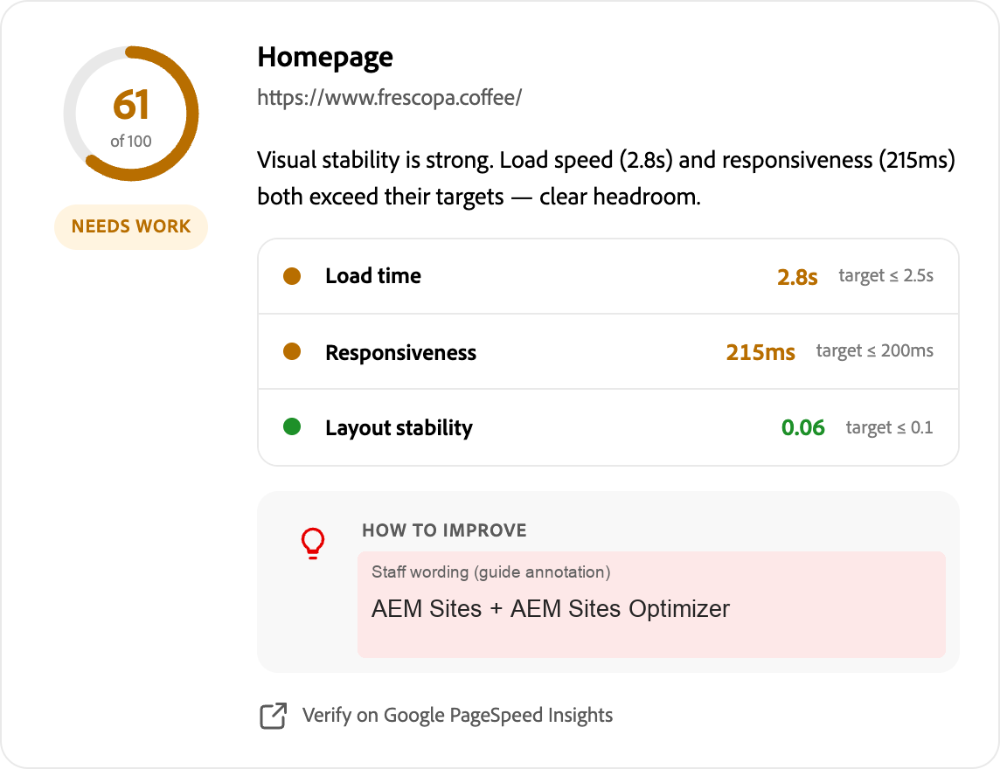 61
of 100
NEEDS WORK
Homepage
https://www.frescopa.coffee/
Visual stability is strong. Load speed (2.8s) and responsiveness (215ms)
both exceed their targets — clear headroom.
Load time 2.8s target ≤ 2.5s
Responsiveness 215ms target ≤ 200ms
Layout stability 0.06 target ≤ 0.1
HOW TO IMPROVE
Staff wording (guide annotation)
AEM Sites + AEM Sites Optimizer
Verify on Google PageSpeed Insights